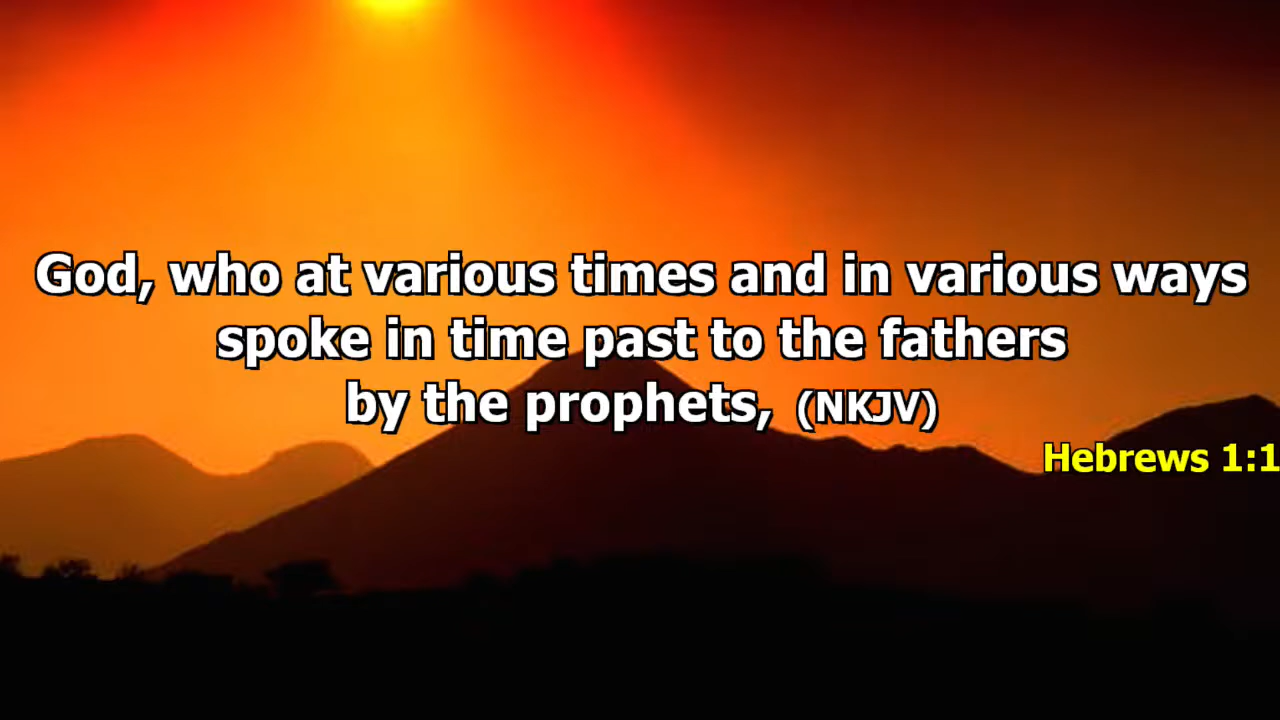 God, who at various times and in various ways
spoke in time past to the fathers
by the prophets, (NKJV)
Hebrews 1:1